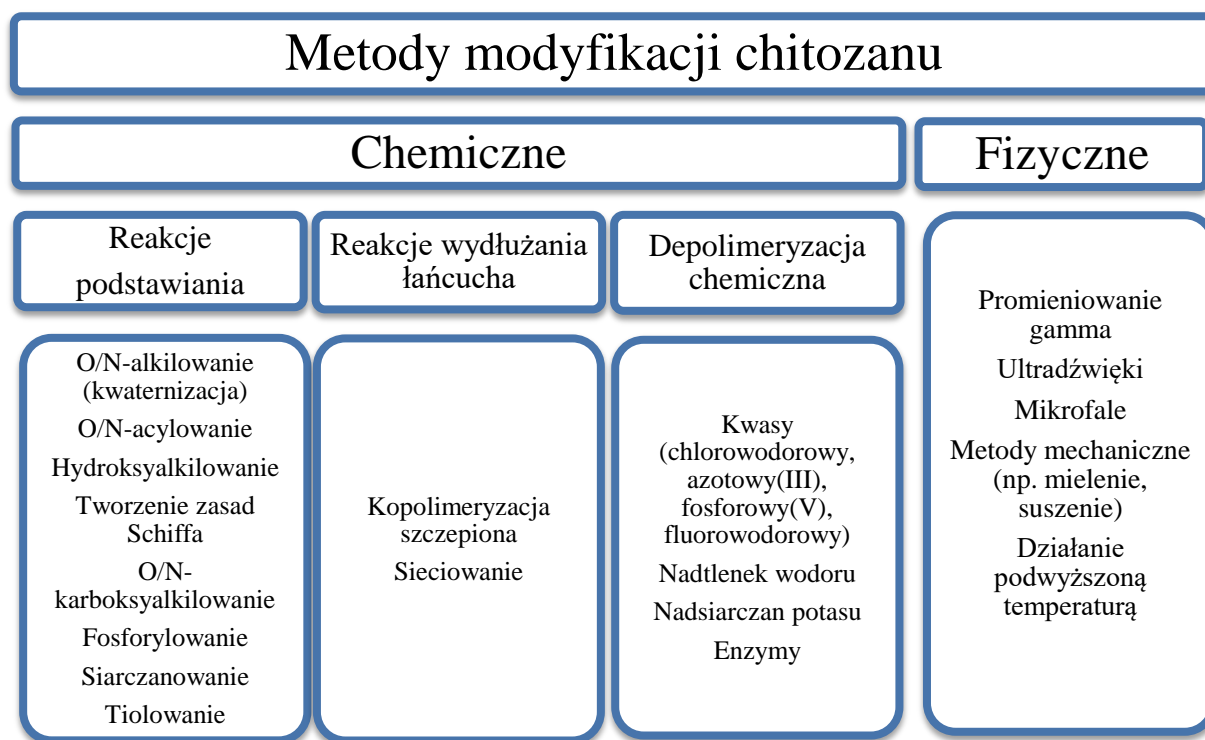 Metody modyfikacji chitozanu
Chemiczne
Fizyczne
Reakcje
podstawiania
Reakcje wydłużania
łańcucha
Depolimeryzacja
chemiczna
O/N-alkilowanie
(kwaternizacja)
O/N-acylowanie
Hydroksyalkilowanie
Tworzenie zasad
Schiffa
O/N-
karboksyalkilowanie
Fosforylowanie
Siarczanowanie
Tiolowanie
Kopolimeryzacja
szczepiona
Sieciowanie
Kwasy
(chlorowodorowy,
azotowy(III),
fosforowy(V),
fluorowodorowy)
Nadtlenek wodoru
Nadsiarczan potasu
Enzymy
Promieniowanie
gamma
Ultradźwięki
Mikrofale
Metody mechaniczne
(np. mielenie,
suszenie)
Działanie
podwyższoną
temperaturą